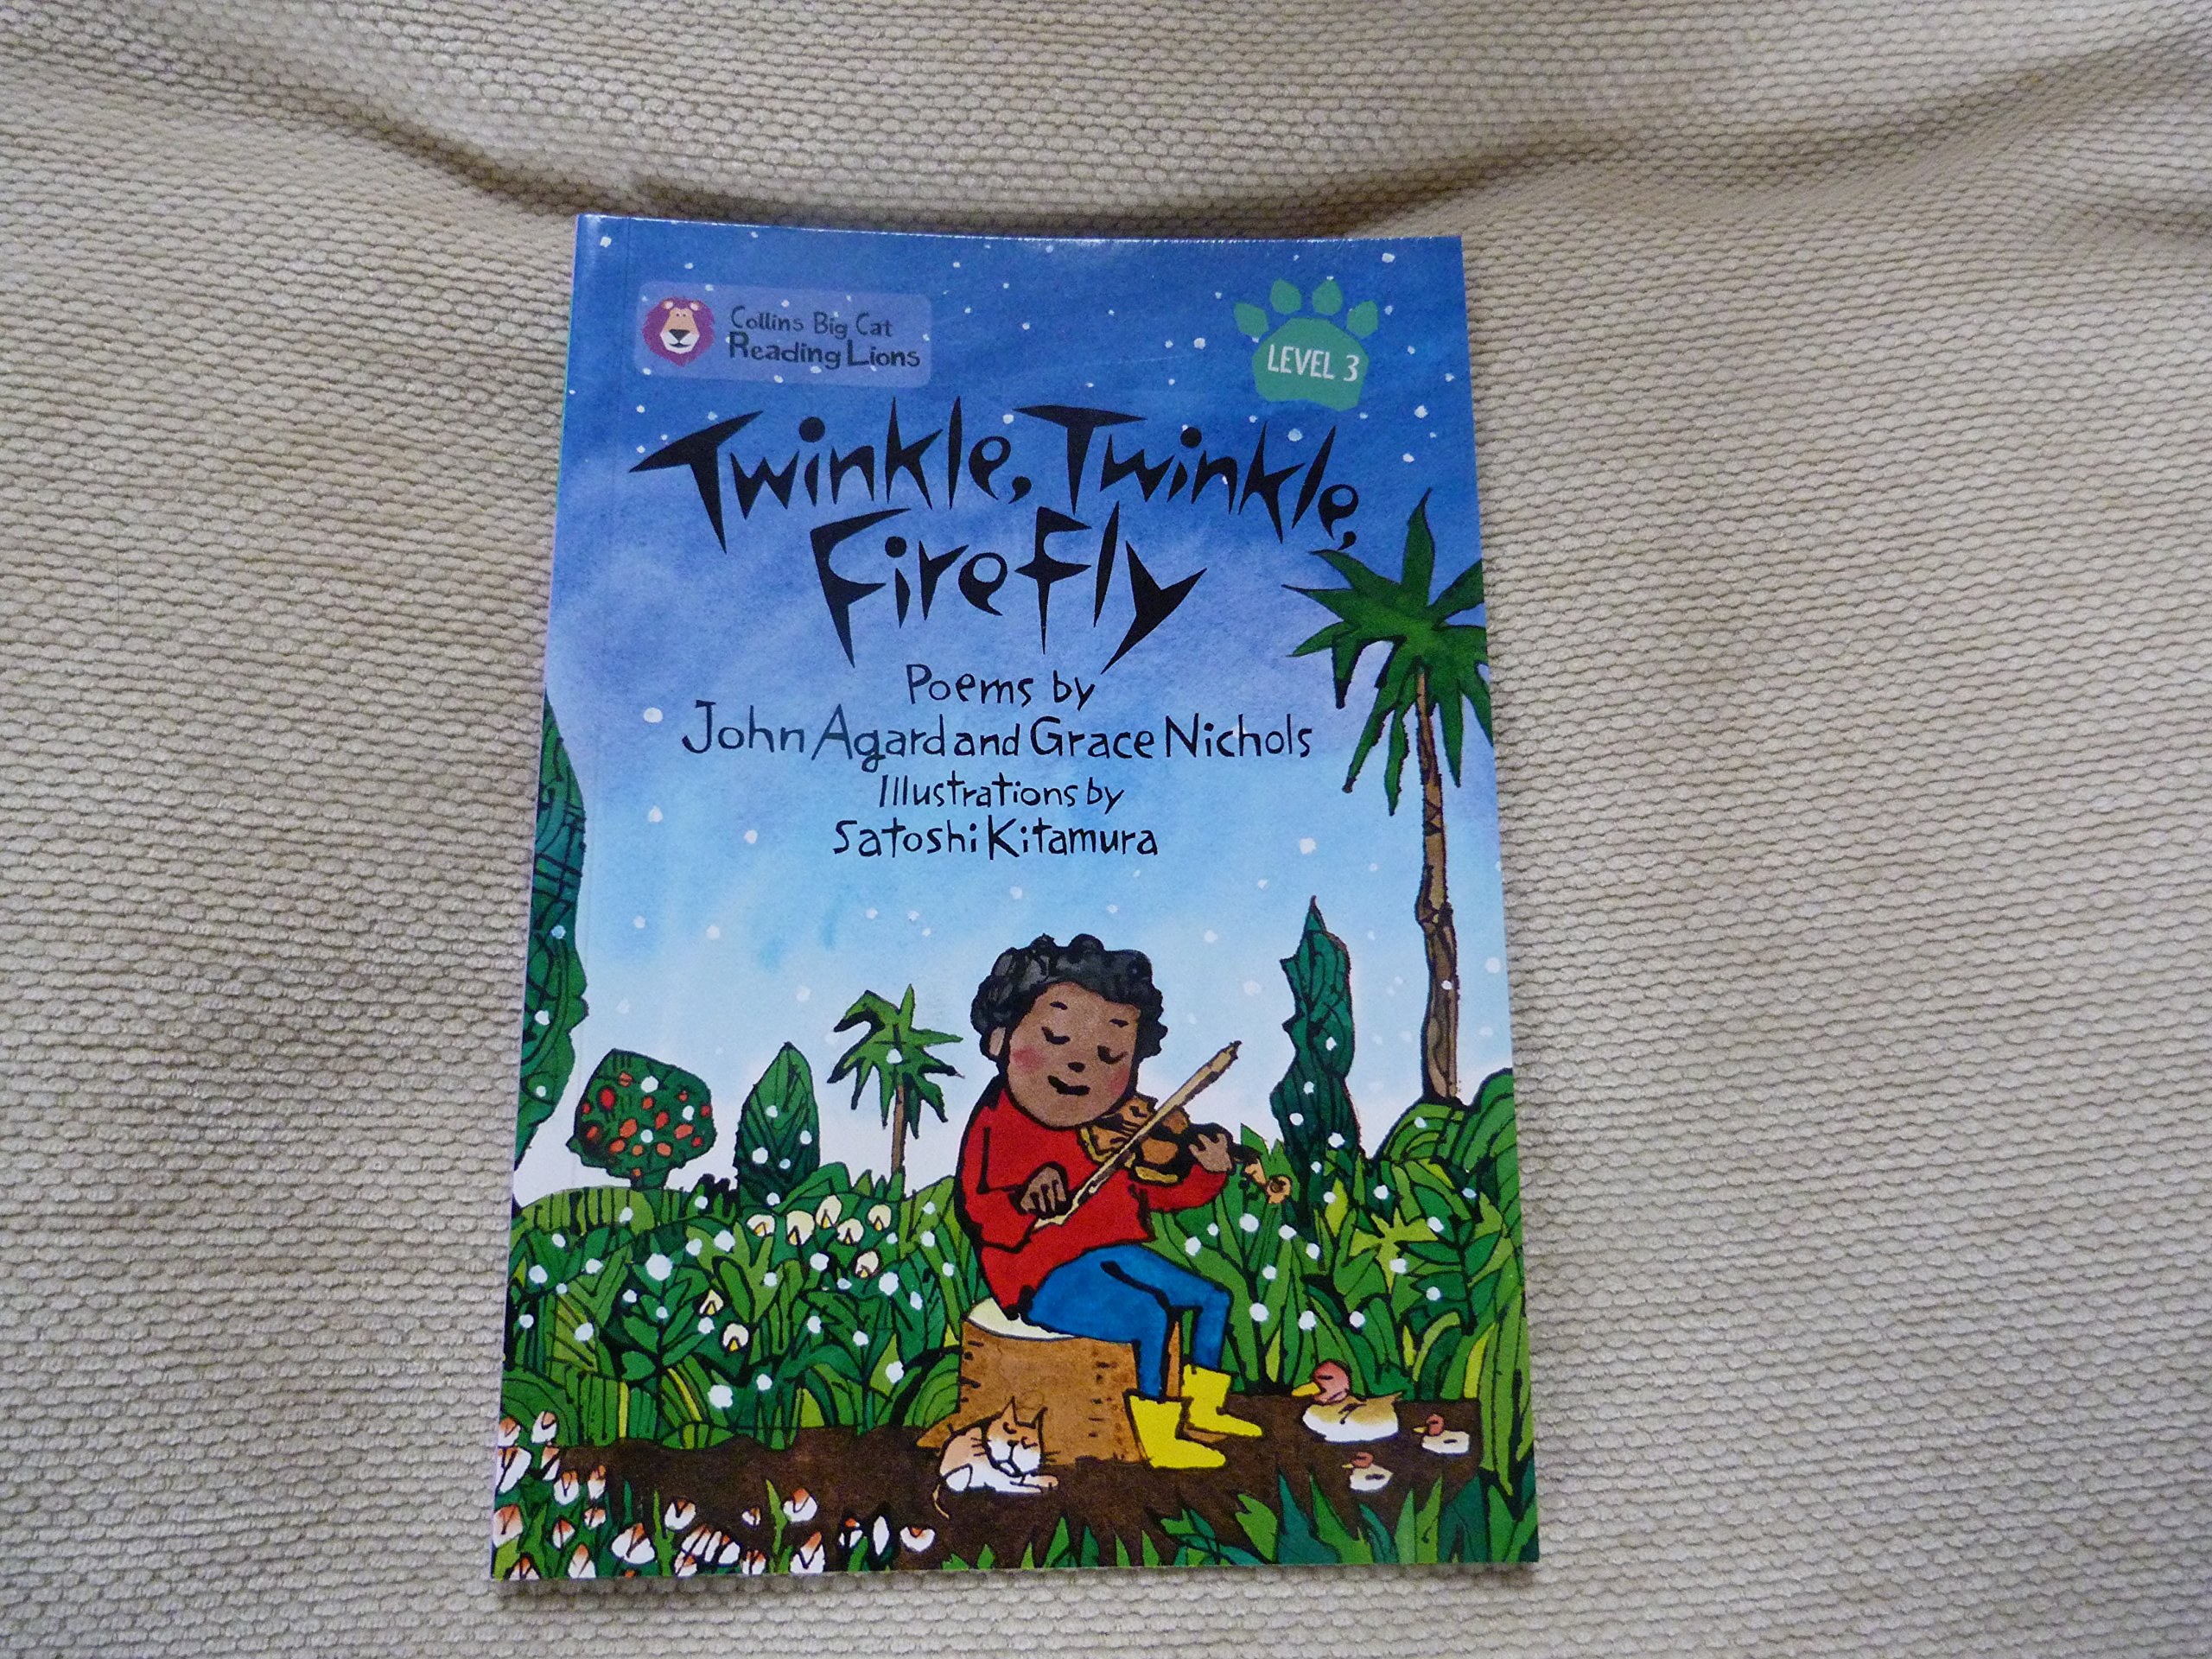 Collins Big Cat
Reading Lions
LEVEL 3
Twinkle, Twinkle,
Firefly
Poems by
John Agard and Grace Nichols
Illustrations by
Satoshi Kitamura